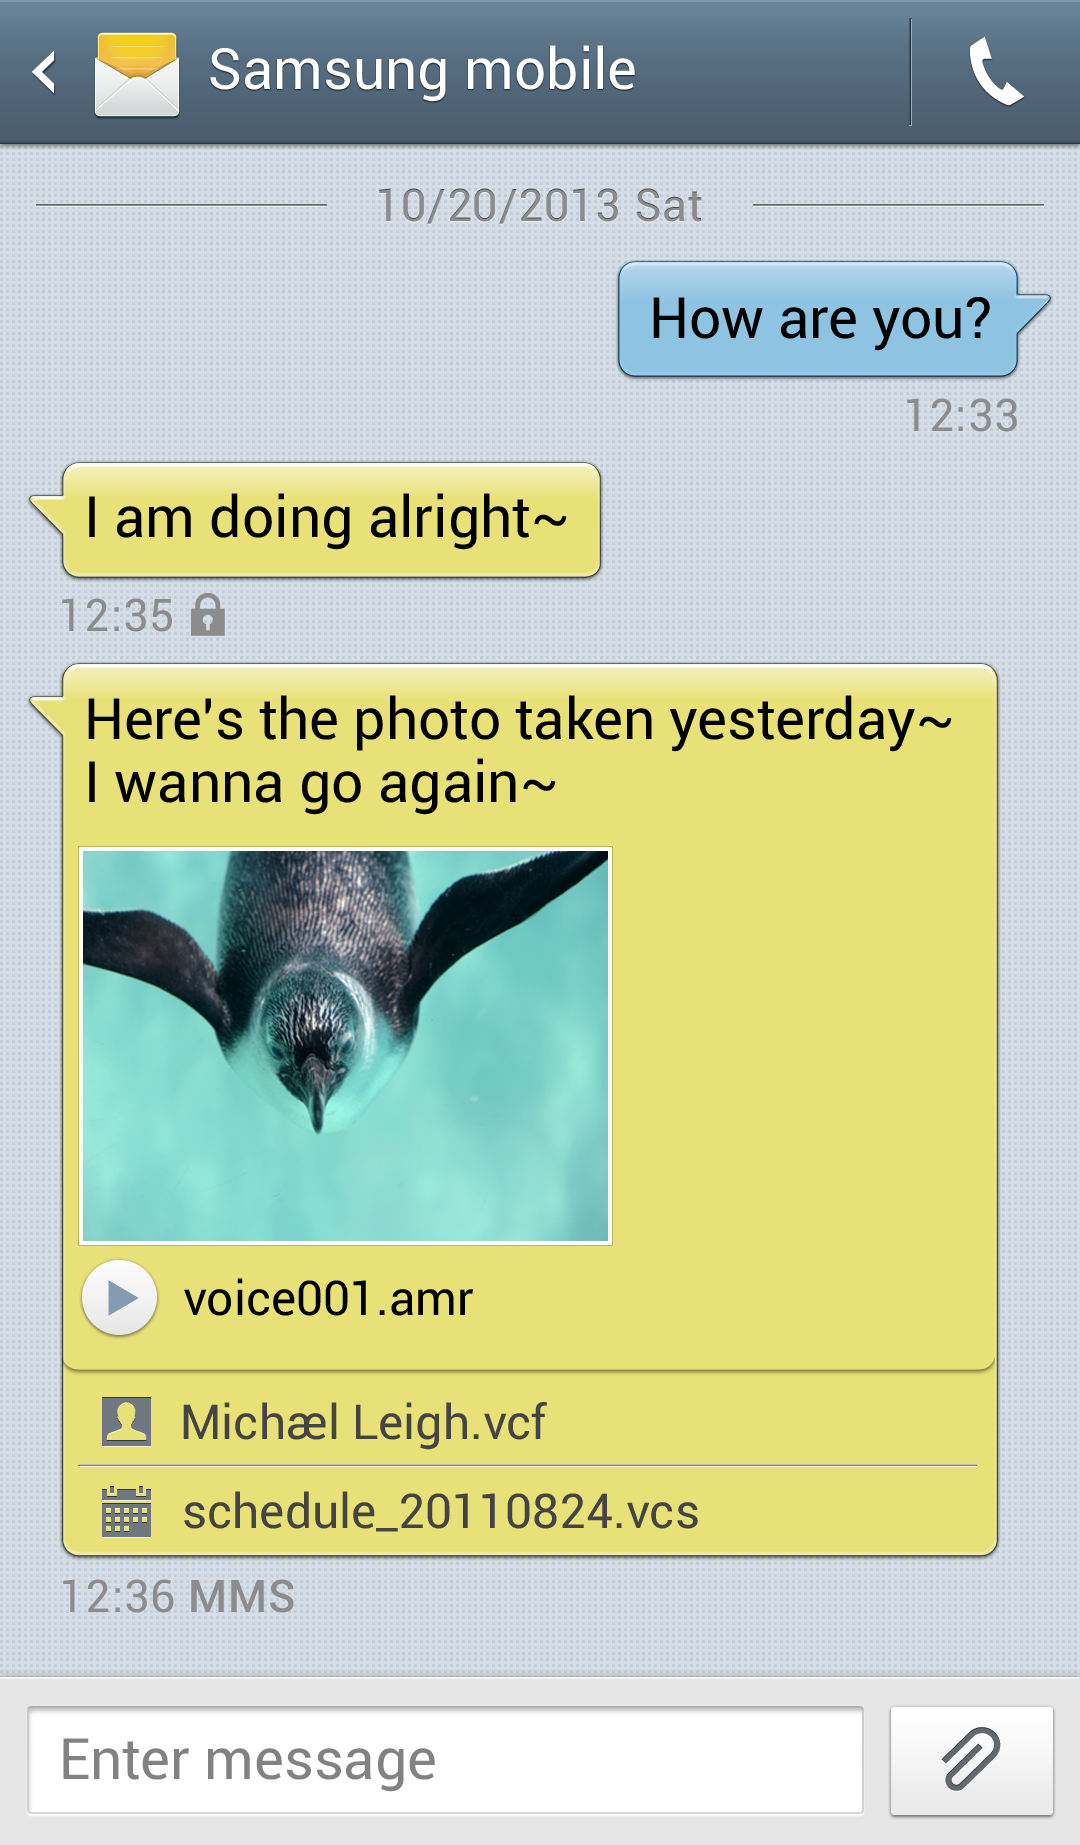 Samsung mobile
10/20/2013 Sat
How are you?
12:33
I am doing alright~
12:35
Here's the photo taken yesterday~
I wanna go again~
voice001.amr
Michæl Leigh.vcf
schedule_20110824.vcs
12:36 MMS
Enter message